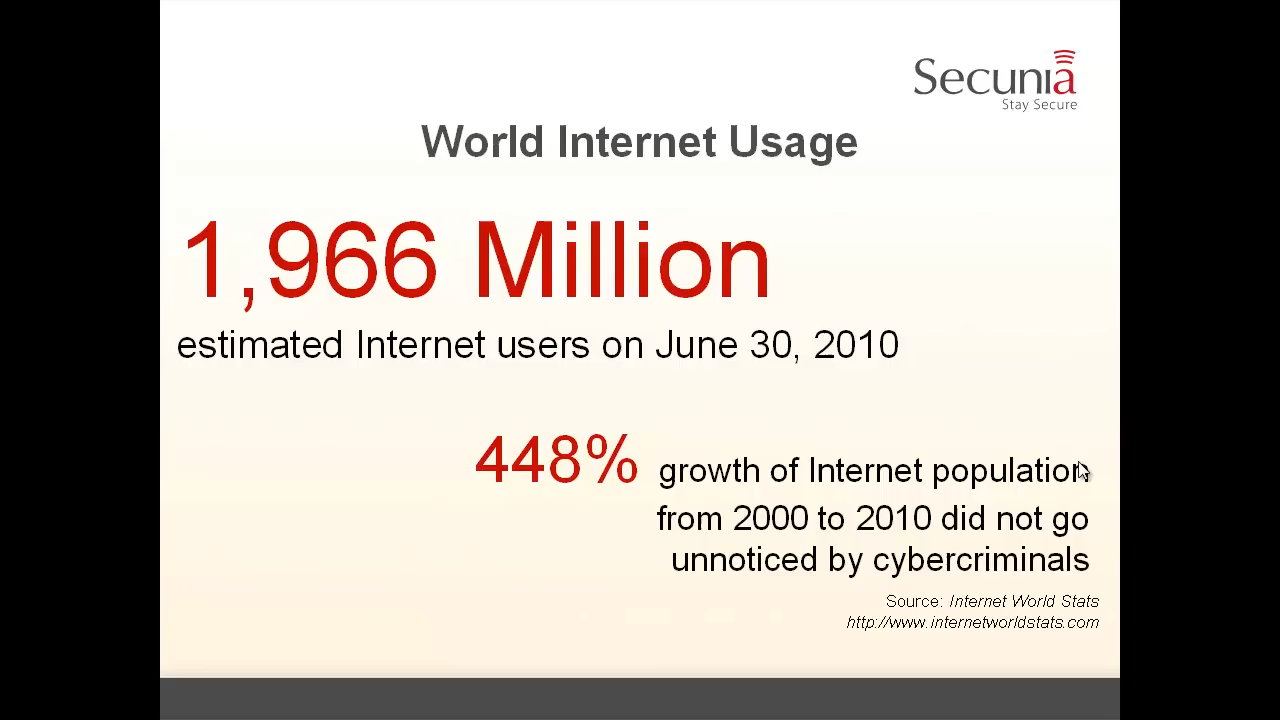 Secunia
Stay Secure
World Internet Usage
1,966 Million
estimated Internet users on June 30, 2010
448% growth of Internet population
from 2000 to 2010 did not go
unnoticed by cybercriminals
Source: Internet World Stats
http://www.internetworldstats.com